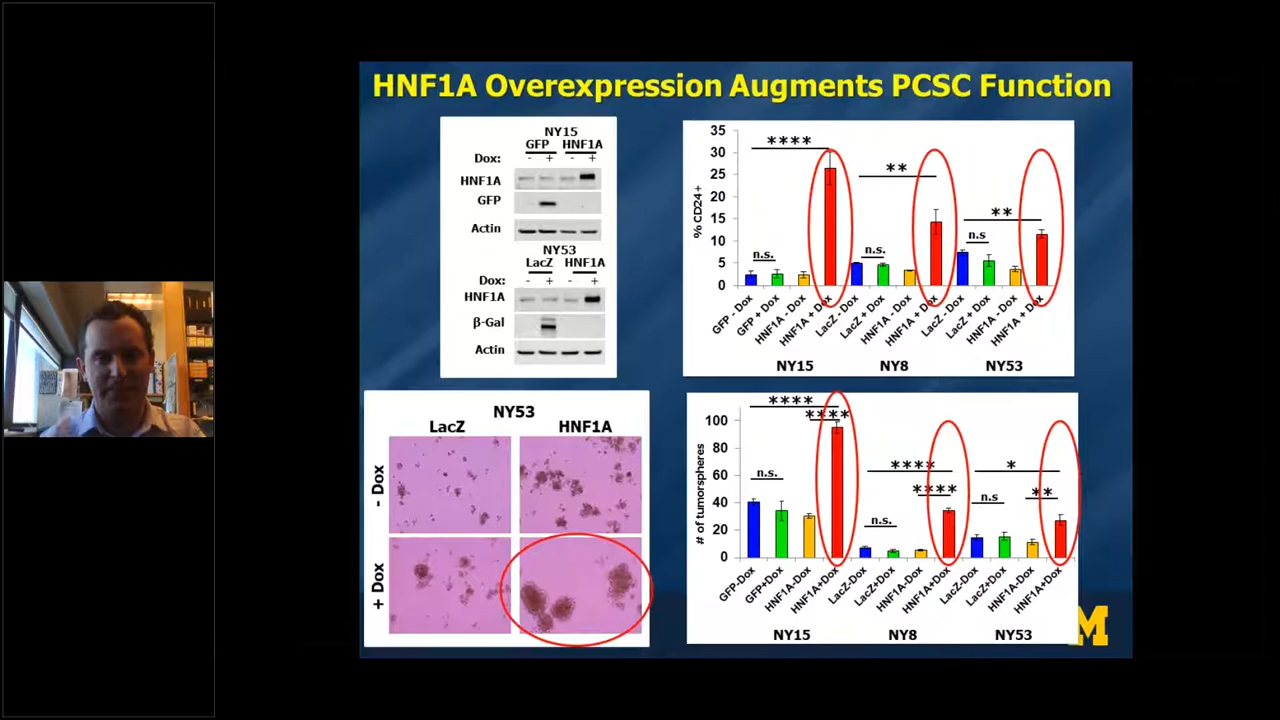 HNF1A Overexpression Augments PCSC Function
NY15
GFP HNF1A
Dox: - + - +
HNF1A
GFP
Actin
NY53
LacZ HNF1A
Dox: - + - +
HNF1A
β-Gal
Actin
% CD24+
35
30
25
20
15
10
5
0
****
**
**
n.s.
n.s.
n.s
GFP - Dox
GFP + Dox
HNF1A - Dox
HNF1A + Dox
LacZ - Dox
LacZ + Dox
HNF1A - Dox
HNF1A + Dox
LacZ - Dox
LacZ + Dox
HNF1A - Dox
HNF1A + Dox
NY15 NY8 NY53
NY53
LacZ HNF1A
- Dox
+ Dox
# of tumorspheres
100
80
60
40
20
0
****
****
****
****
*
**
n.s.
n.s.
n.s
GFP-Dox
GFP+Dox
HNF1A-Dox
HNF1A+Dox
LacZ-Dox
LacZ+Dox
HNF1A-Dox
HNF1A+Dox
LacZ-Dox
LacZ+Dox
HNF1A-Dox
HNF1A+Dox
NY15 NY8 NY53
M